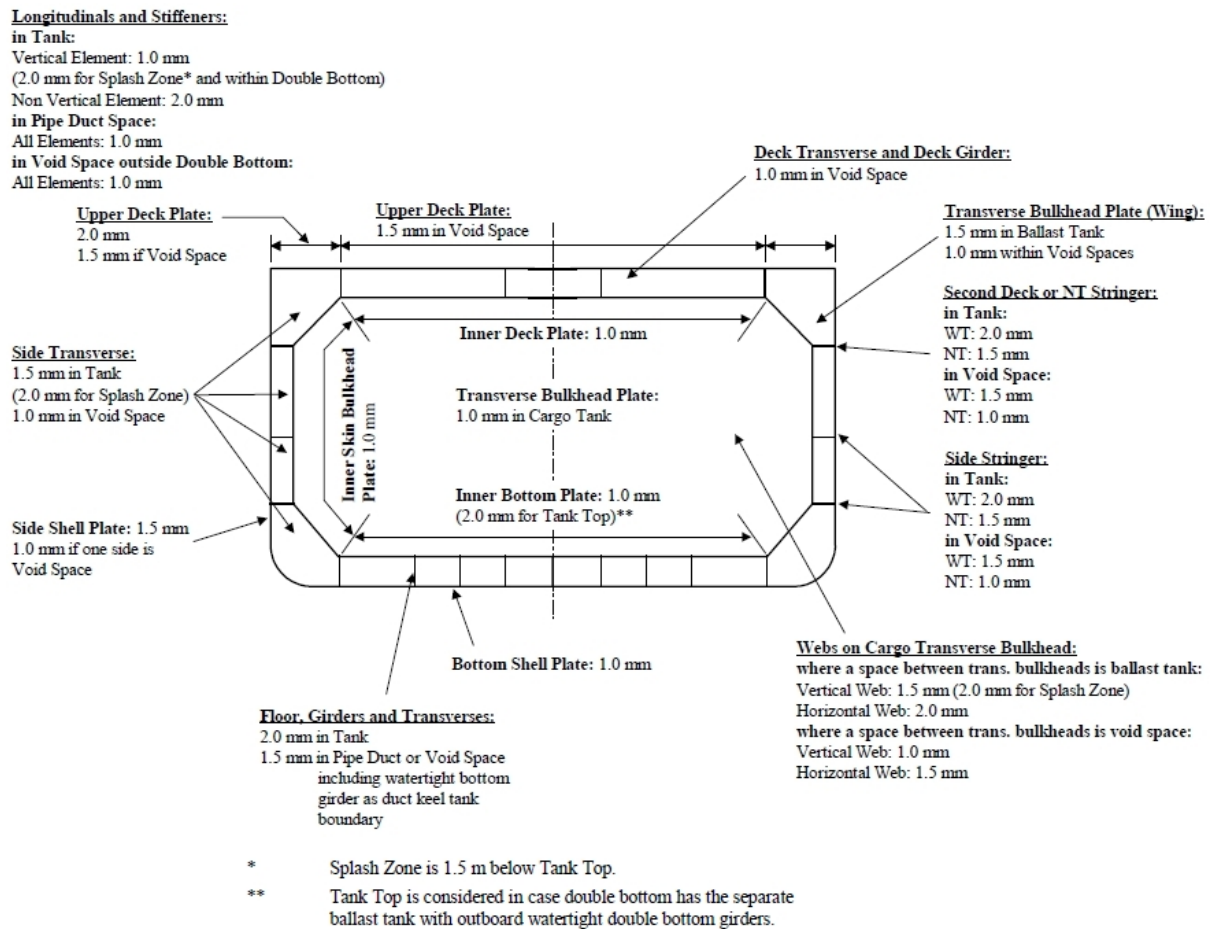 Longitudinals and Stiffeners:
in Tank:
Vertical Element: 1.0 mm
(2.0 mm for Splash Zone* and within Double Bottom)
Non Vertical Element: 2.0 mm
in Pipe Duct Space:
All Elements: 1.0 mm
in Void Space outside Double Bottom:
All Elements: 1.0 mm
Deck Transverse and Deck Girder:
1.0 mm in Void Space
Upper Deck Plate:
2.0 mm
1.5 mm if Void Space
Upper Deck Plate:
1.5 mm in Void Space
Transverse Bulkhead Plate (Wing):
1.5 mm in Ballast Tank
1.0 mm within Void Spaces
Second Deck or NT Stringer:
in Tank:
WT: 2.0 mm
NT: 1.5 mm
in Void Space:
WT: 1.5 mm
NT: 1.0 mm
Inner Deck Plate: 1.0 mm
Side Transverse:
1.5 mm in Tank
(2.0 mm for Splash Zone)
1.0 mm in Void Space
Inner Skin Bulkhead
Plate: 1.0 mm
Transverse Bulkhead Plate:
1.0 mm in Cargo Tank
Side Stringer:
in Tank:
WT: 2.0 mm
NT: 1.5 mm
in Void Space:
WT: 1.5 mm
NT: 1.0 mm
Inner Bottom Plate: 1.0 mm
(2.0 mm for Tank Top)**
Side Shell Plate: 1.5 mm
1.0 mm if one side is
Void Space
Bottom Shell Plate: 1.0 mm
Webs on Cargo Transverse Bulkhead:
where a space between trans. bulkheads is ballast tank:
Vertical Web: 1.5 mm (2.0 mm for Splash Zone)
Horizontal Web: 2.0 mm
where a space between trans. bulkheads is void space:
Vertical Web: 1.0 mm
Horizontal Web: 1.5 mm
Floor, Girders and Transverses:
2.0 mm in Tank
1.5 mm in Pipe Duct or Void Space
including watertight bottom
girder as duct keel tank
boundary
* Splash Zone is 1.5 m below Tank Top.
** Tank Top is considered in case double bottom has the separate
ballast tank with outboard watertight double bottom girders.